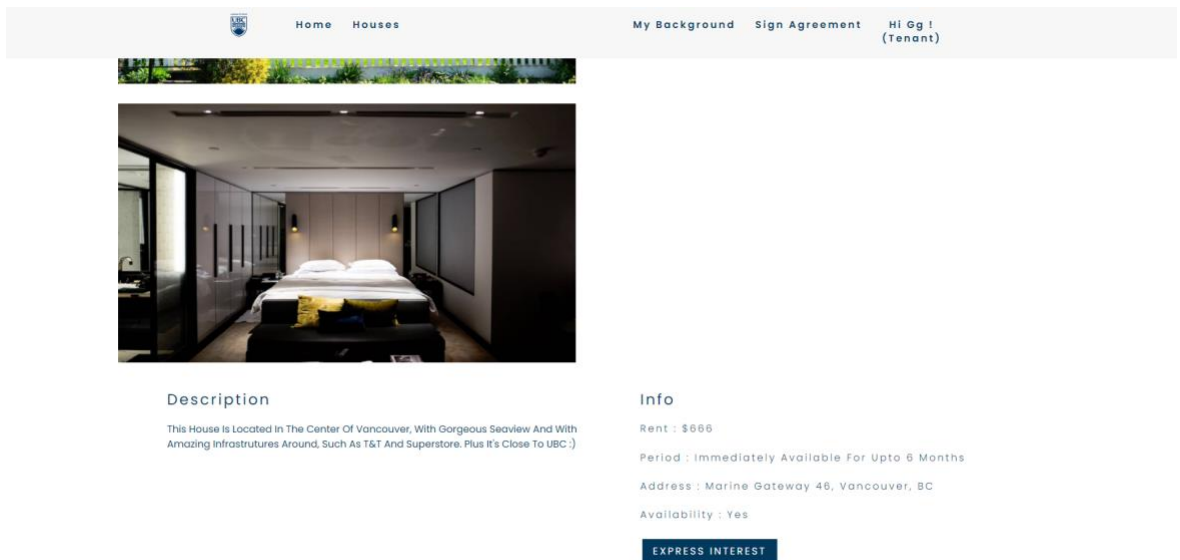 UBC
Home Houses My Background Sign Agreement Hi Gg !
(Tenant)
Description
This House Is Located In The Center Of Vancouver, With Gorgeous Seaview And With
Amazing Infrastrutures Around, Such As T&T And Superstore. Plus It's Close To UBC :)
Info
Rent : $666
Period : Immediately Available For Upto 6 Months
Address : Marine Gateway 46, Vancouver, BC
Availability : Yes
EXPRESS INTEREST